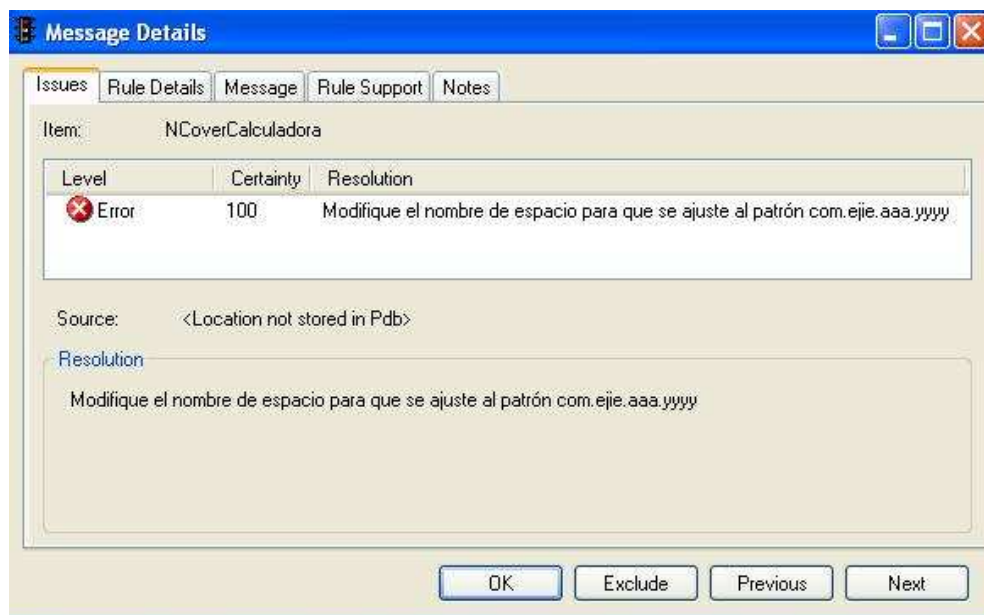 Message Details
Issues Rule Details Message Rule Support Notes
Item: NCoverCalculadora
Level Certainty Resolution
Error 100 Modifique el nombre de espacio para que se ajuste al patrón com.ejie.aaa.yyyy
Source: <Location not stored in Pdb>
Resolution
Modifique el nombre de espacio para que se ajuste al patrón com.ejie.aaa.yyyy
OK Exclude Previous Next